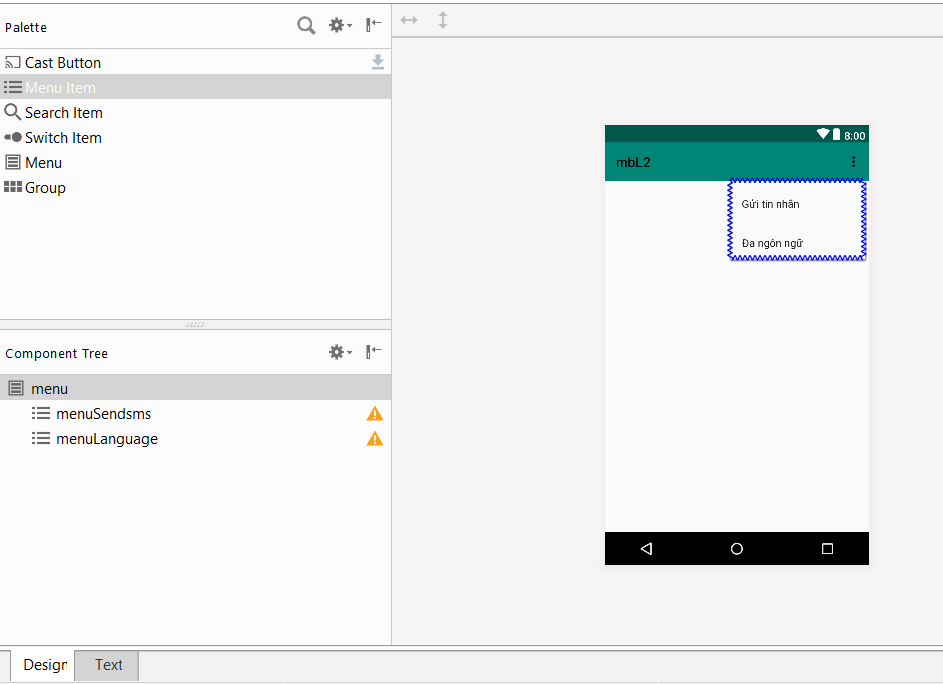 Palette
Cast Button
Menu Item
Search Item
Switch Item
Menu
Group
Component Tree
menu
menuSendsms
menuLanguage
8:00
mbL2
Gửi tin nhắn
Đa ngôn ngữ
Design
Text